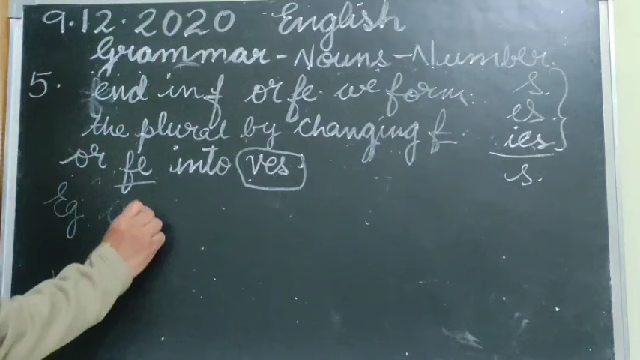 9.12.2020 English
Grammar - Nouns - Number
5. end in f or fe we form s.
the plural by changing f es
or fe into ves. ies
s.
Eg.